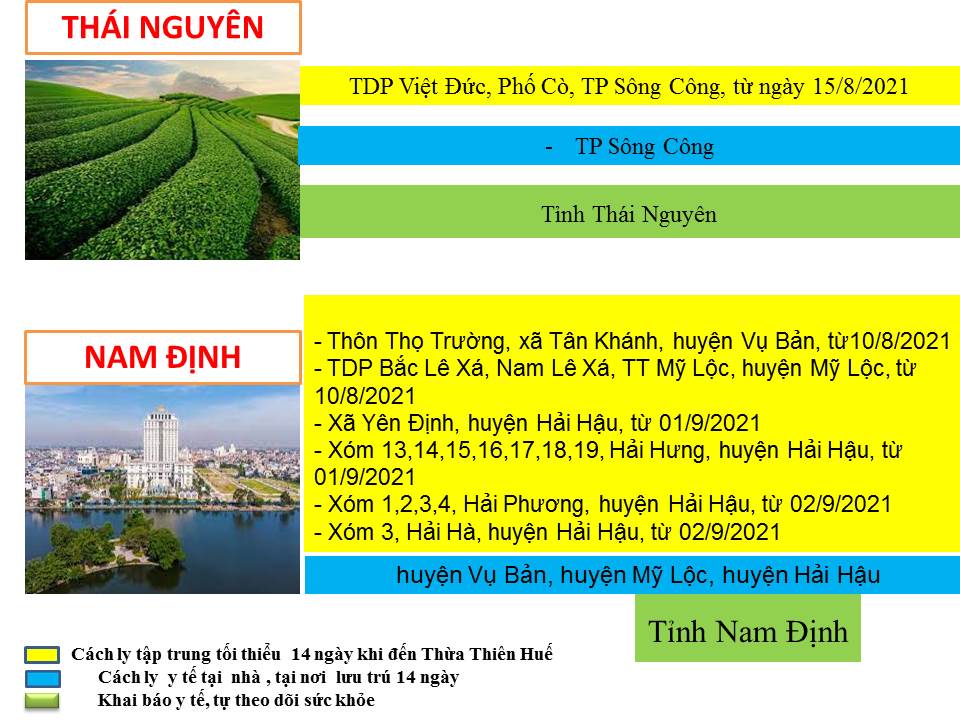 THÁI NGUYÊN
TDP Việt Đức, Phố Cò, TP Sông Công, từ ngày 15/8/2021
- TP Sông Công
Tỉnh Thái Nguyên
NAM ĐỊNH
- Thôn Thọ Trường, xã Tân Khánh, huyện Vụ Bản, từ10/8/2021
- TDP Bắc Lê Xá, Nam Lê Xá, TT Mỹ Lộc, huyện Mỹ Lộc, từ
10/8/2021
- Xã Yên Định, huyện Hải Hậu, từ 01/9/2021
- Xóm 13,14,15,16,17,18,19, Hải Hưng, huyện Hải Hậu, từ
01/9/2021
- Xóm 1,2,3,4, Hải Phương, huyện Hải Hậu, từ 02/9/2021
- Xóm 3, Hải Hà, huyện Hải Hậu, từ 02/9/2021
huyện Vụ Bản, huyện Mỹ Lộc, huyện Hải Hậu
Tỉnh Nam Định
Cách ly tập trung tối thiểu 14 ngày khi đến Thừa Thiên Huế
Cách ly y tế tại nhà , tại nơi lưu trú 14 ngày
Khai báo y tế, tự theo dõi sức khỏe